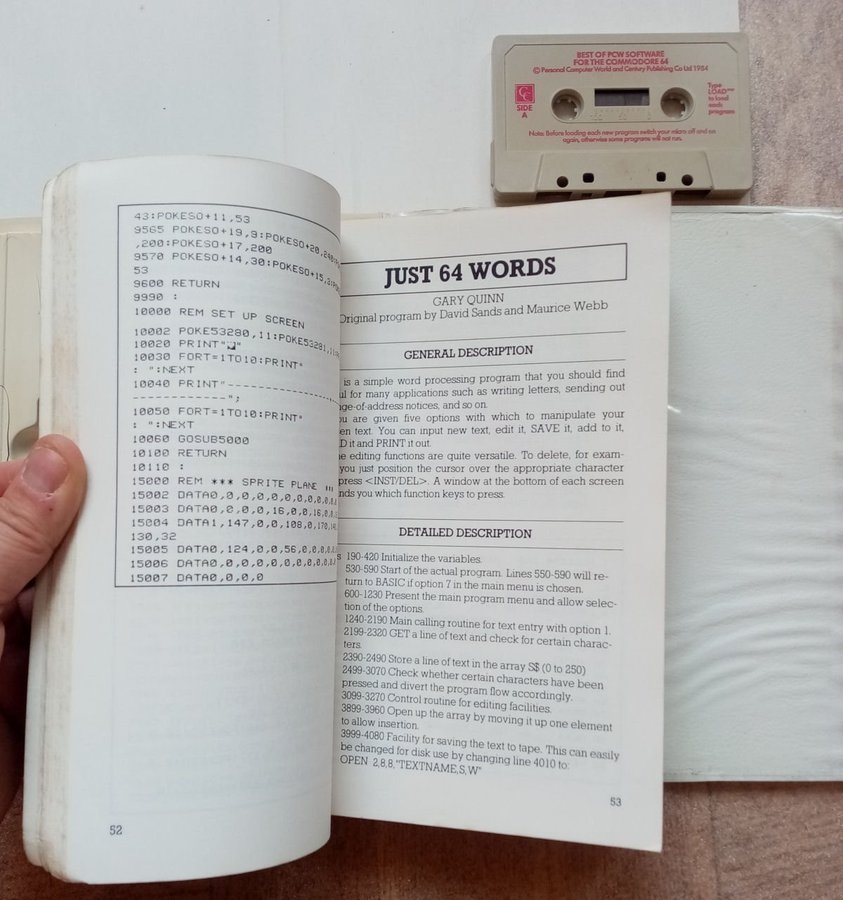 BEST OF PCW SOFTWARE
FOR THE COMMODORE 64
© Personal Computer World and Century Publishing Co Ltd 1984
SIDE
A
Type
LOAD""
to load
each
program
Note: Before loading each new program switch your micro off and on
again, otherwise some programs will not run.
43:POKESO+11,53
9565 POKESO+19,9:POKESO+20,240:
,200:POKESO+17,200
9570 POKESO+14,30:POKESO+15,
53
9600 RETURN
9990 :
10000 REM SET UP SCREEN
10002 POKE53280,11:POKE53281,11:
10020 PRINT"
10030 FORT=1TO10:PRINT"
: ":NEXT
10040 PRINT"-----------------
-------------";
10050 FORT=1TO10:PRINT"
: ":NEXT
10060 GOSUB5000
10100 RETURN
10110 :
15000 REM *** SPRITE PLANE
15002 DATA0,0,0,0,0,0,0,0,0,0
15003 DATA0,0,0,0,16,0,0,16,0,0
15004 DATA1,147,0,0,108,0,170,
130,32
15005 DATA0,124,0,0,56,0,0,0,0,0
15006 DATA0,0,0,0,0,0,0,0,0,0
15007 DATA0,0,0,0
52
JUST 64 WORDS
GARY QUINN
Original program by David Sands and Maurice Webb
GENERAL DESCRIPTION
is a simple word processing program that you should find
for many applications such as writing letters, sending out
notices, and so on.
are given five options with which to manipulate your
text. You can input new text, edit it, SAVE it, add to it,
it and PRINT it out.
editing functions are quite versatile. To delete, for exam-
you just position the cursor over the appropriate character
press <INST/DEL>. A window at the bottom of each screen
you which function keys to press.
DETAILED DESCRIPTION
190-420 Initialize the variables.
530-590 Start of the actual program. Lines 550-590 will re-
turn to BASIC if option 7 in the main menu is chosen.
600-1230 Present the main program menu and allow selec-
tion of the options.
1240-2190 Main calling routine for text entry with option 1.
2199-2320 GET a line of text and check for certain charac-
ters.
2390-2490 Store a line of text in the array S$ (0 to 250)
2499-3070 Check whether certain characters have been
pressed and divert the program flow accordingly.
3099-3270 Control routine for editing facilities.
3899-3960 Open up the array by moving it up one element
to allow insertion.
3999-4080 Facility for saving the text to tape. This can easily
be changed for disk use by changing line 4010 to:
OPEN 2,8,8,"TEXTNAME,S,W"
53